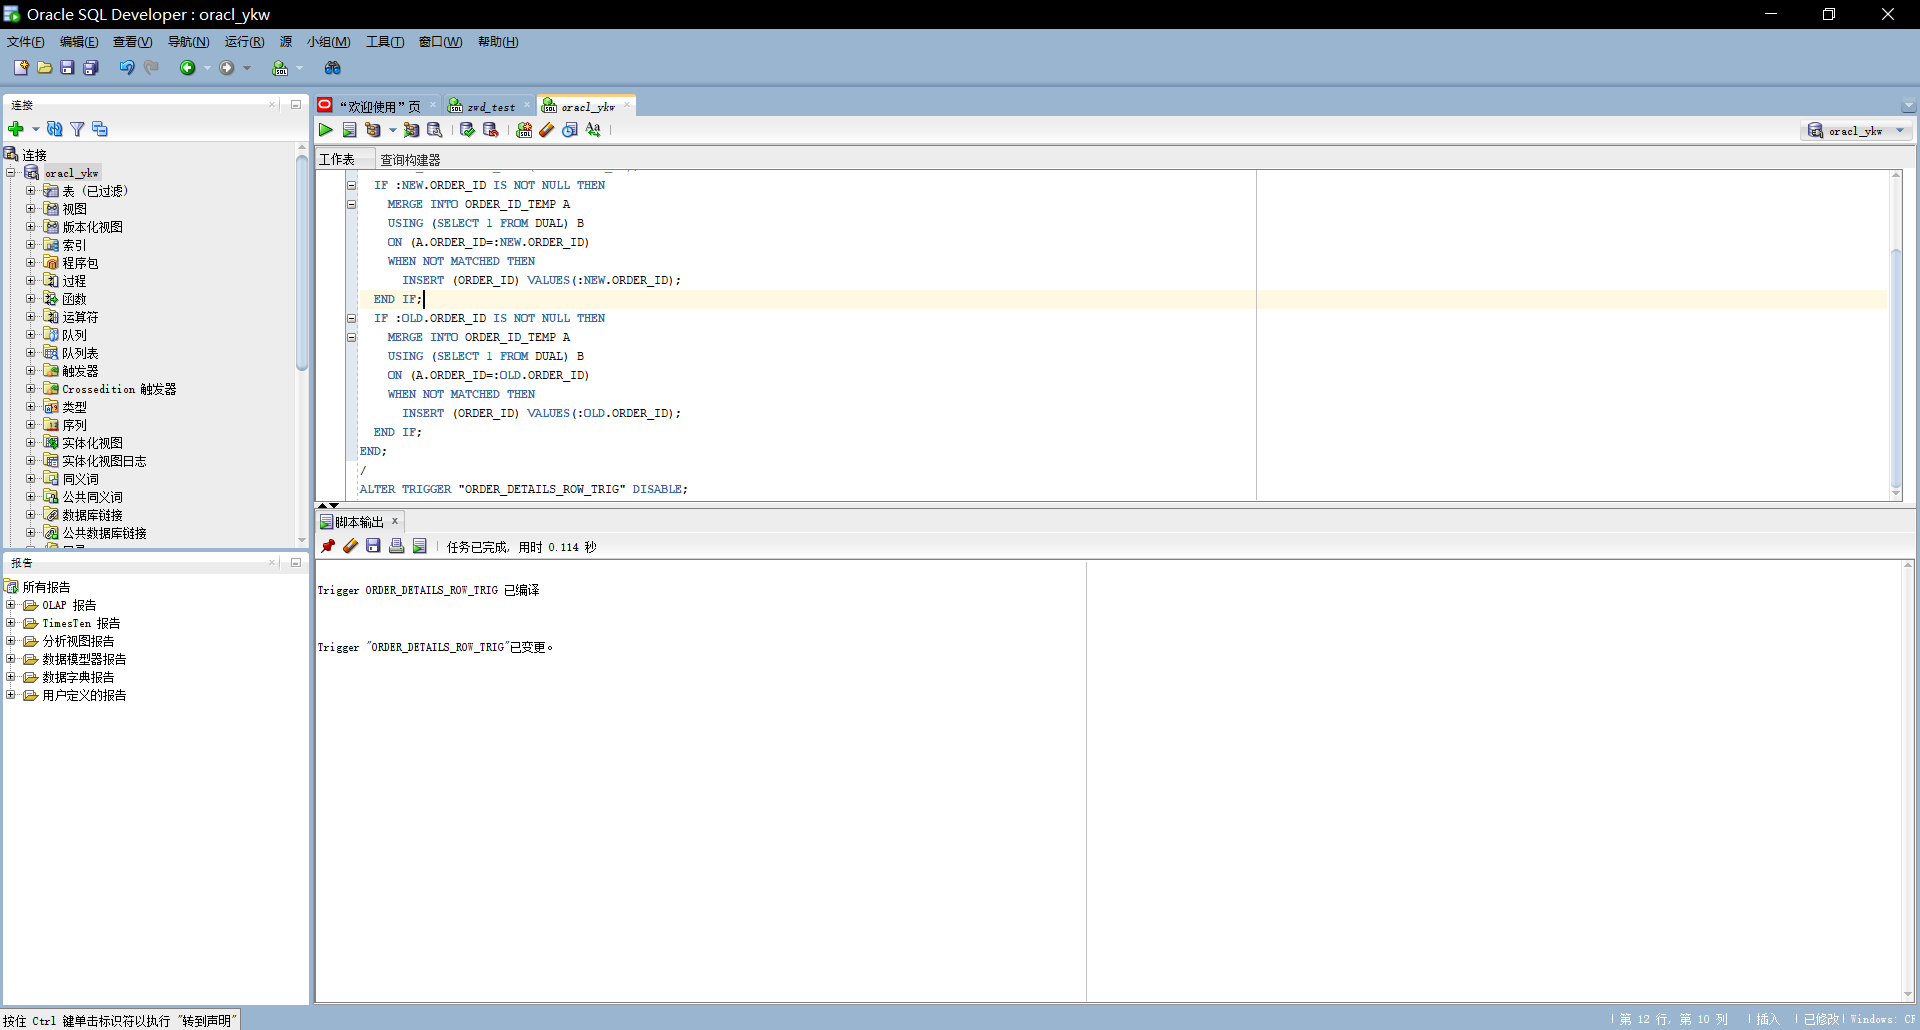 Oracle SQL Developer : oracl_ykw
文件(F) 编辑(E) 查看(V) 导航(N) 运行(R) 源 小组(M) 工具(T) 窗口(W) 帮助(H)
连接
连接
oracl_ykw
表 (已过滤)
视图
版本化视图
索引
程序包
过程
函数
运算符
队列
队列表
触发器
Crossedition 触发器
类型
序列
实体化视图
实体化视图日志
同义词
公共同义词
数据库链接
公共数据库链接
报告
所有报告
OLAP 报告
TimesTen 报告
分析视图报告
数据模型器报告
数据字典报告
用户定义的报告
“欢迎使用”页 zwd_test oracl_ykw
oracl_ykw
工作表 查询构建器
IF :NEW.ORDER_ID IS NOT NULL THEN
MERGE INTO ORDER_ID_TEMP A
USING (SELECT 1 FROM DUAL) B
ON (A.ORDER_ID=:NEW.ORDER_ID)
WHEN NOT MATCHED THEN
INSERT (ORDER_ID) VALUES(:NEW.ORDER_ID);
END IF;
IF :OLD.ORDER_ID IS NOT NULL THEN
MERGE INTO ORDER_ID_TEMP A
USING (SELECT 1 FROM DUAL) B
ON (A.ORDER_ID=:OLD.ORDER_ID)
WHEN NOT MATCHED THEN
INSERT (ORDER_ID) VALUES(:OLD.ORDER_ID);
END IF;
END;
/
ALTER TRIGGER "ORDER_DETAILS_ROW_TRIG" DISABLE;
脚本输出 x
任务已完成, 用时 0.114 秒
Trigger ORDER_DETAILS_ROW_TRIG 已编译
Trigger "ORDER_DETAILS_ROW_TRIG"已变更。
按住 Ctrl 键单击标识符以执行 "转到声明"
第 12 行, 第 10 列 | 插入 | 已修改 | Windows: CF